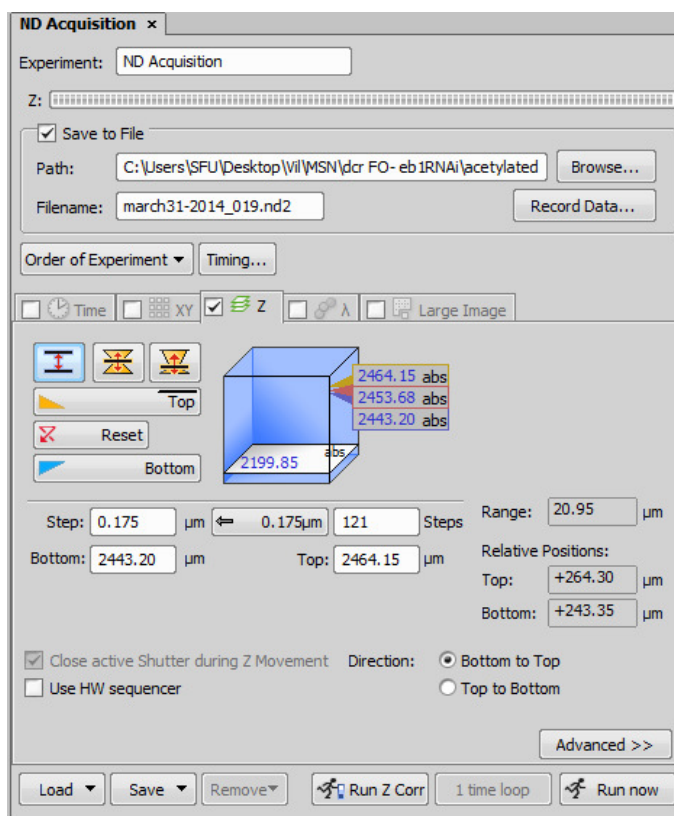 ND Acquisition ×
Experiment: ND Acquisition
Z:
Save to File
Path: C:\Users\SFU\Desktop\Vil\MSN\dcr FO- eb1RNAi\acetylated Browse...
Filename: march31-2014_019.nd2 Record Data...
Order of Experiment Timing...
Time XY Z λ Large Image
2464.15 abs
Top 2453.68 abs
2443.20 abs
Reset
Bottom 2199.85 abs
Step: 0.175 μm 0.175μm 121 Steps Range: 20.95 μm
Bottom: 2443.20 μm Top: 2464.15 μm Relative Positions:
Top: +264.30 μm
Bottom: +243.35 μm
Close active Shutter during Z Movement Direction: Bottom to Top
Use HW sequencer Top to Bottom
Advanced >>
Load Save Remove Run Z Corr 1 time loop Run now